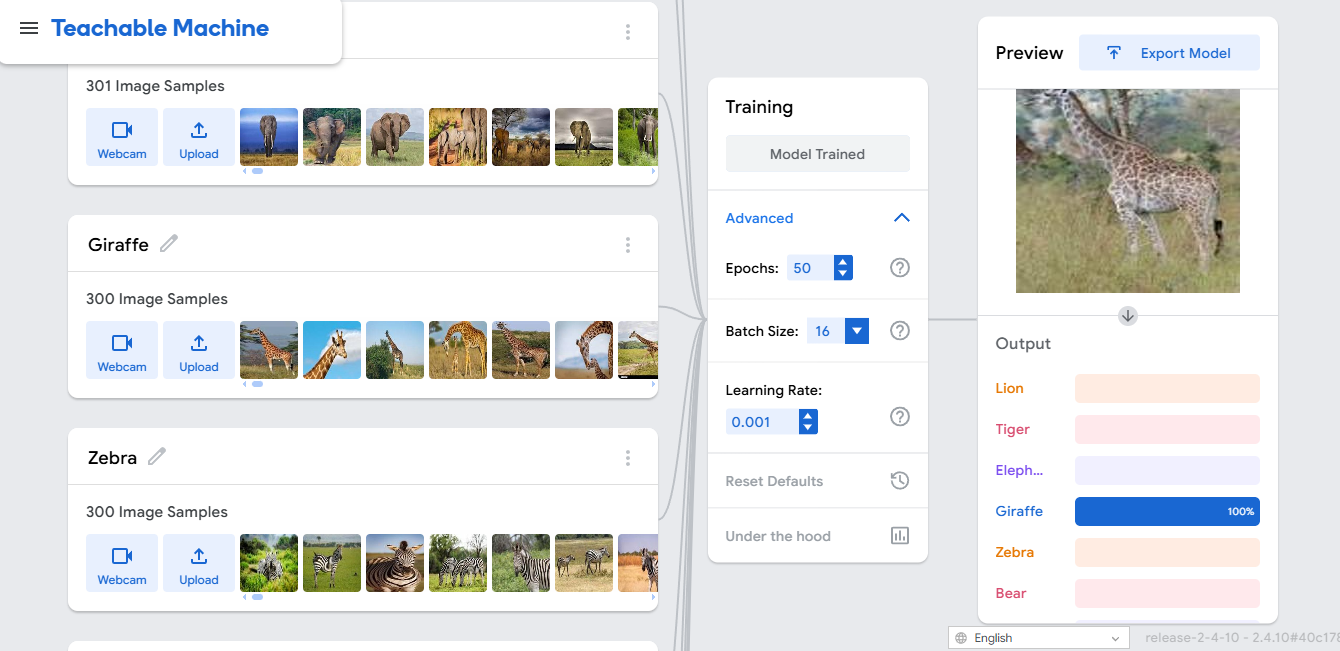 Teachable Machine
301 Image Samples
Webcam
Upload
Giraffe
300 Image Samples
Webcam
Upload
Zebra
300 Image Samples
Webcam
Upload
Training
Model Trained
Advanced
Epochs: 50
Batch Size: 16
Learning Rate:
0.001
Reset Defaults
Under the hood
Preview
Export Model
Output
Lion
Tiger
Eleph...
Giraffe 100%
Zebra
Bear
English
release-2-4-10 - 2.4.10#40c178